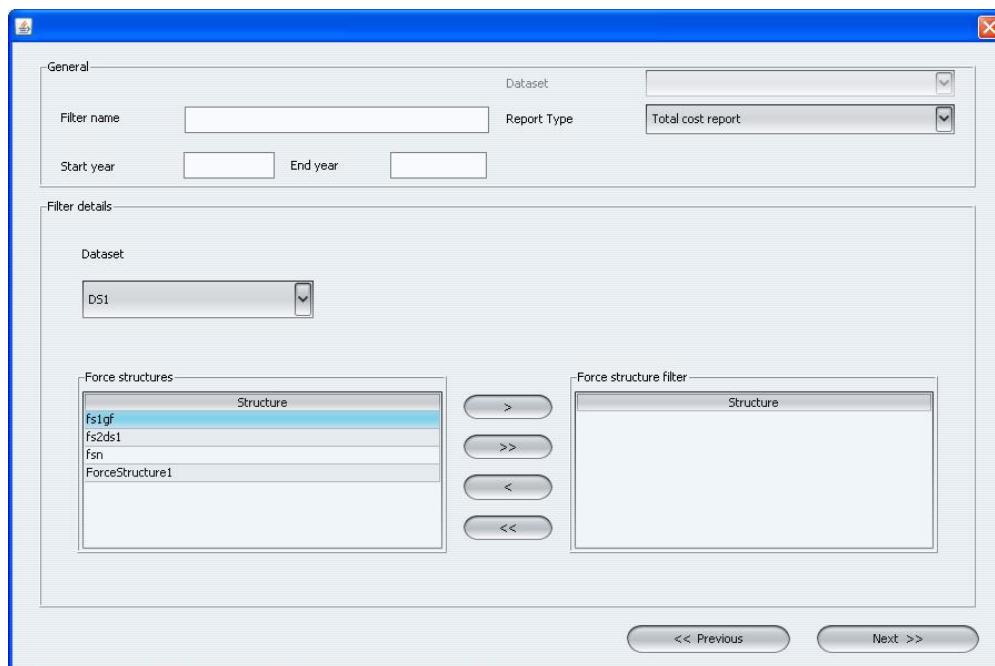 General
Dataset
Filter name
Report Type
Total cost report
Start year
End year
Filter details
Dataset
DS1
Force structures
Structure
fs1gf
fs2ds1
fsn
ForceStructure1
>
>>
<
<<
Force structure filter
Structure
<< Previous
Next >>